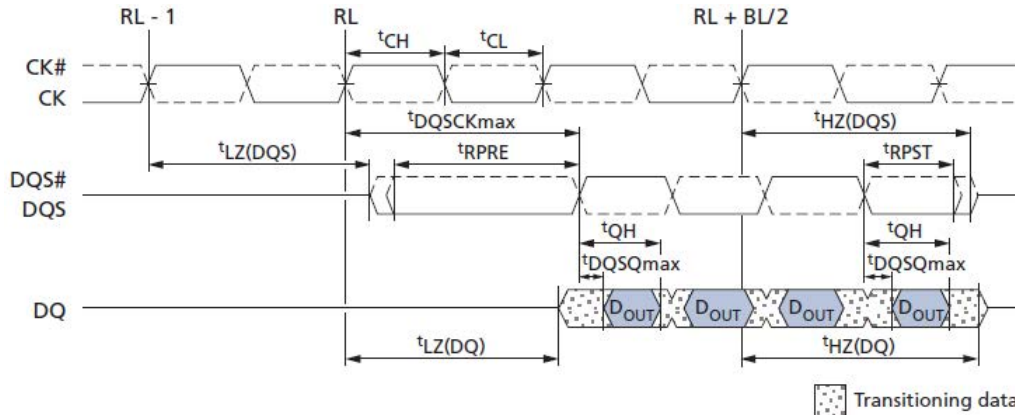 RL - 1 RL RL + BL/2
tCH tCL
CK#
CK
tDQSCKmax tHZ(DQS)
tLZ(DQS) tRPRE tRPST
DQS#
DQS
tQH tQH
tDQSQmax tDQSQmax
DQ DOUT DOUT DOUT DOUT
tLZ(DQ) tHZ(DQ)
Transitioning data